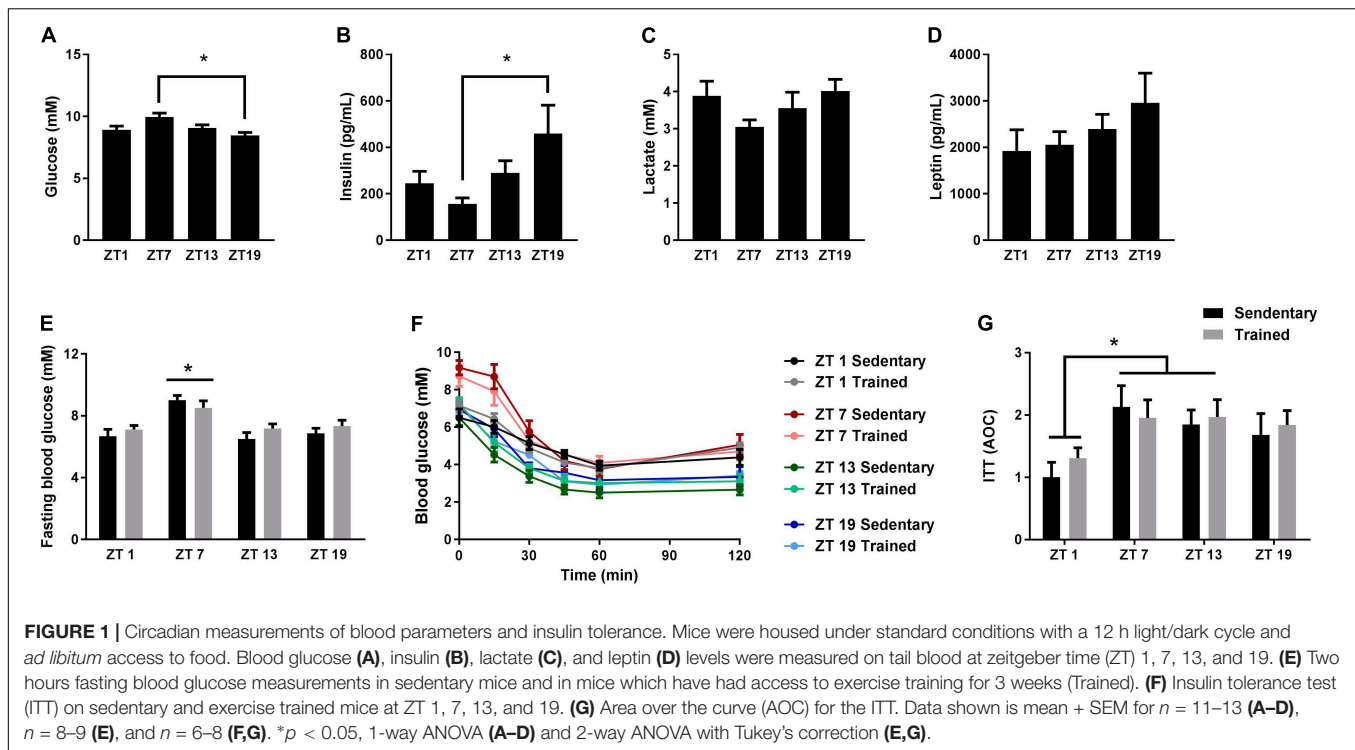 A
Glucose (mM)
15
10
5
0
*
ZT1 ZT7 ZT13 ZT19
B
Insulin (pg/mL)
800
600
400
200
0
*
ZT1 ZT7 ZT13 ZT19
C
Lactate (mM)
5
4
3
2
1
0
ZT1 ZT7 ZT13 ZT19
D
Leptin (pg/mL)
4000
3000
2000
1000
0
ZT1 ZT7 ZT13 ZT19
E
Fasting blood glucose (mM)
12
8
4
0
*
ZT 1 ZT 7 ZT 13 ZT 19
F
Blood glucose (mM)
10
8
6
4
2
0
0 30 60 90 120
Time (min)
ZT 1 Sedentary
ZT 1 Trained
ZT 7 Sedentary
ZT 7 Trained
ZT 13 Sedentary
ZT 13 Trained
ZT 19 Sedentary
ZT 19 Trained
G
Sendentary
Trained
ITT (AOC)
3
2
1
0
*
ZT 1 ZT 7 ZT 13 ZT 19
FIGURE 1 | Circadian measurements of blood parameters and insulin tolerance. Mice were housed under standard conditions with a 12 h light/dark cycle and
ad libitum access to food. Blood glucose (A), insulin (B), lactate (C), and leptin (D) levels were measured on tail blood at zeitgeber time (ZT) 1, 7, 13, and 19. (E) Two
hours fasting blood glucose measurements in sedentary mice and in mice which have had access to exercise training for 3 weeks (Trained). (F) Insulin tolerance test
(ITT) on sedentary and exercise trained mice at ZT 1, 7, 13, and 19. (G) Area over the curve (AOC) for the ITT. Data shown is mean + SEM for n = 11–13 (A–D),
n = 8–9 (E), and n = 6–8 (F,G). *p < 0.05, 1-way ANOVA (A–D) and 2-way ANOVA with Tukey's correction (E,G).